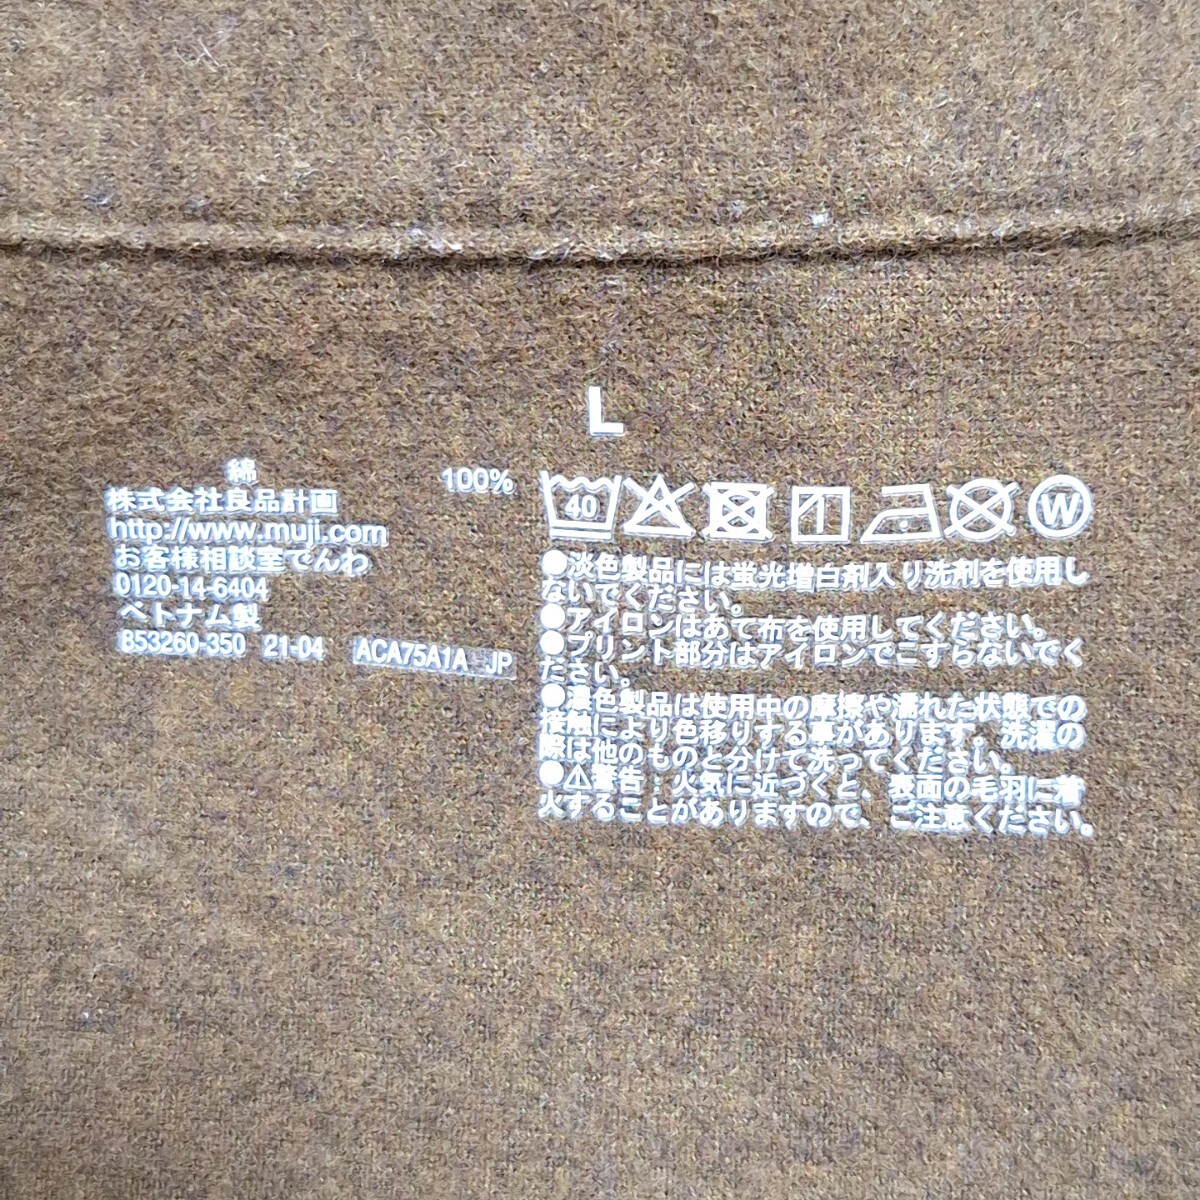 L
綿 100%
株式会社良品計画
http://www.muji.com
お客様相談室でんわ
0120-14-6404
ベトナム製
853260-350 21-04 ACA75A1A JP
40 W
●淡色製品には蛍光増白剤入り洗剤を使用し
ないでください。
●アイロンはあて布を使用してください。
●プリント部分はアイロンでこすらないでく
ださい。
●濃色製品は使用中の摩擦や濡れた状態での
接触により色移りする事があります。洗濯の
際は他のものと分けて洗ってください。
●⚠警告：火気に近づくと、表面の毛羽に着
火することがありますので、ご注意ください。